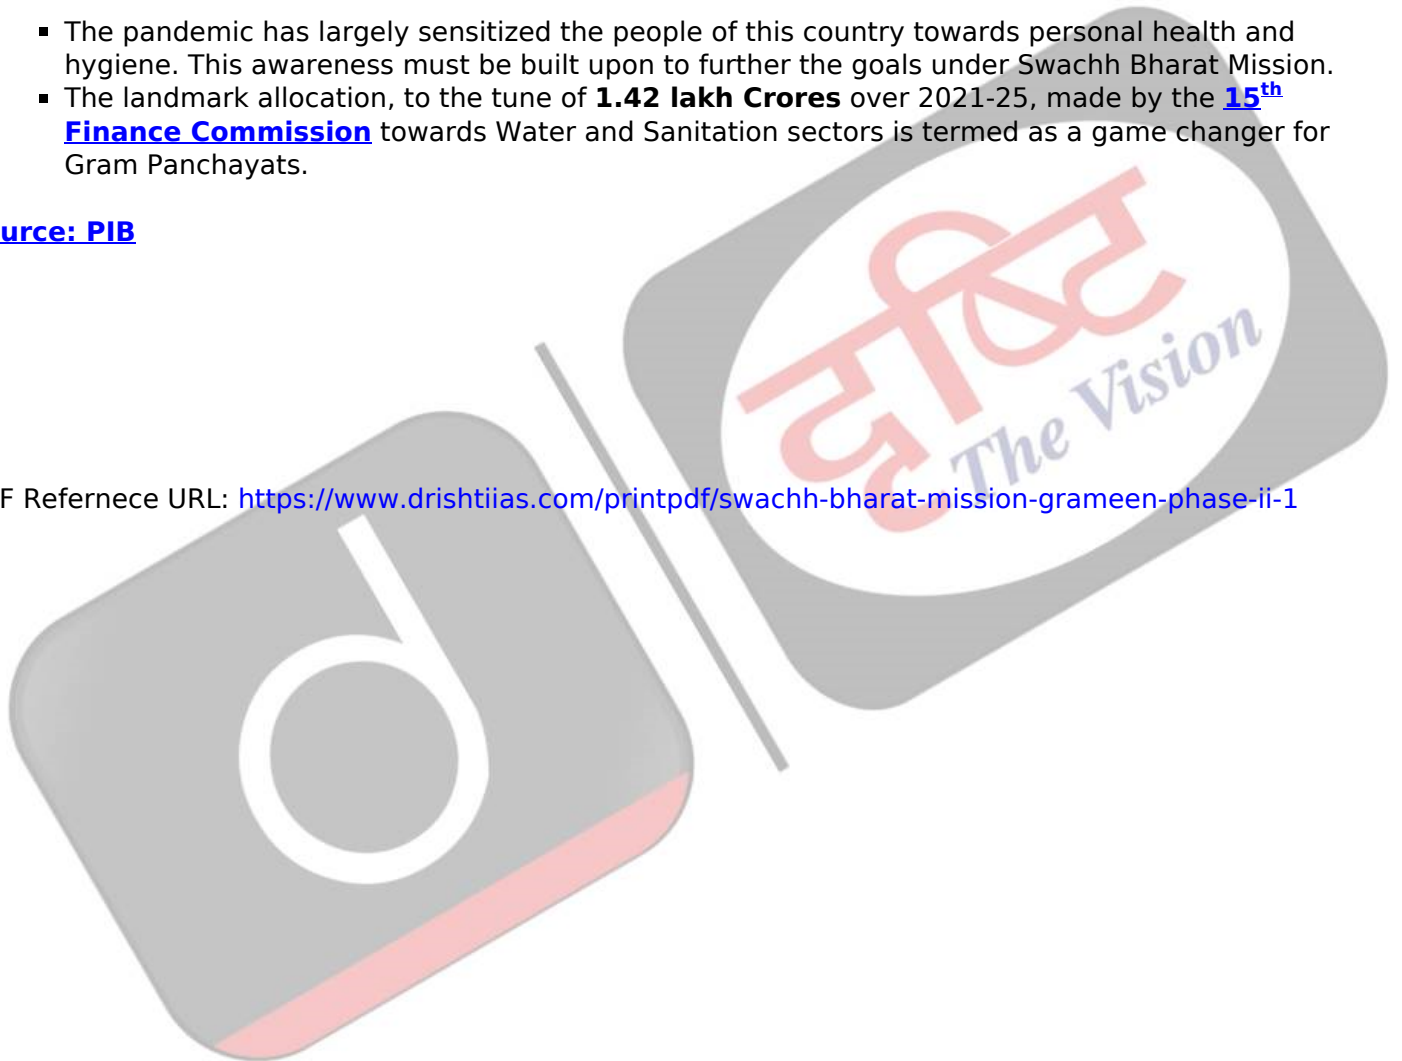 The pandemic has largely sensitized the people of this country towards personal health and
hygiene. This awareness must be built upon to further the goals under Swachh Bharat Mission.
The landmark allocation, to the tune of 1.42 lakh Crores over 2021-25, made by the 15th
Finance Commission towards Water and Sanitation sectors is termed as a game changer for
Gram Panchayats.
urce: PIB
दृष्टि
The Vision
F Refernece URL: https://www.drishtiias.com/printpdf/swachh-bharat-mission-grameen-phase-ii-1
d